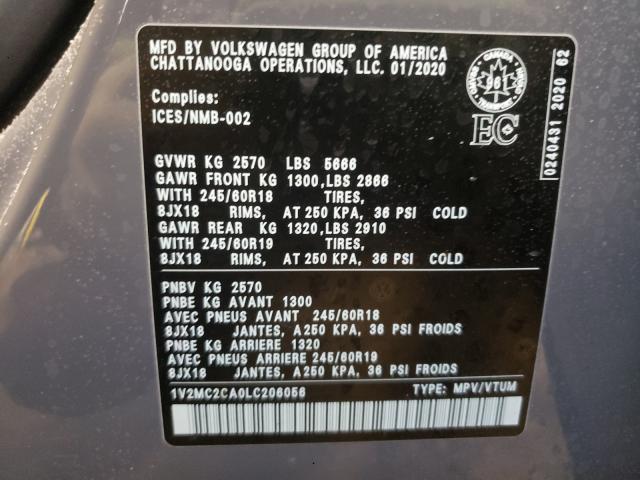 MFD BY VOLKSWAGEN GROUP OF AMERICA
CHATTANOOGA OPERATIONS, LLC. 01/2020
Complies:
ICES/NMB-002
CANADA
96
TRANSPORT
EC
0240431 2020 62
GVWR KG 2570 LBS 5666
GAWR FRONT KG 1300,LBS 2866
WITH 245/60R18 TIRES,
8JX18 RIMS, AT 250 KPA, 36 PSI COLD
GAWR REAR KG 1320,LBS 2910
WITH 245/60R19 TIRES,
8JX18 RIMS, AT 250 KPA, 36 PSI COLD
PNBV KG 2570
PNBE KG AVANT 1300
AVEC PNEUS AVANT 245/60R18
8JX18 JANTES, A 250 KPA, 36 PSI FROIDS
PNBE KG ARRIERE 1320
AVEC PNEUS ARRIERE 245/60R19
8JX18 JANTES, A 250 KPA, 36 PSI FROIDS
1V2MC2CA0LC206056 TYPE: MPV/VTUM